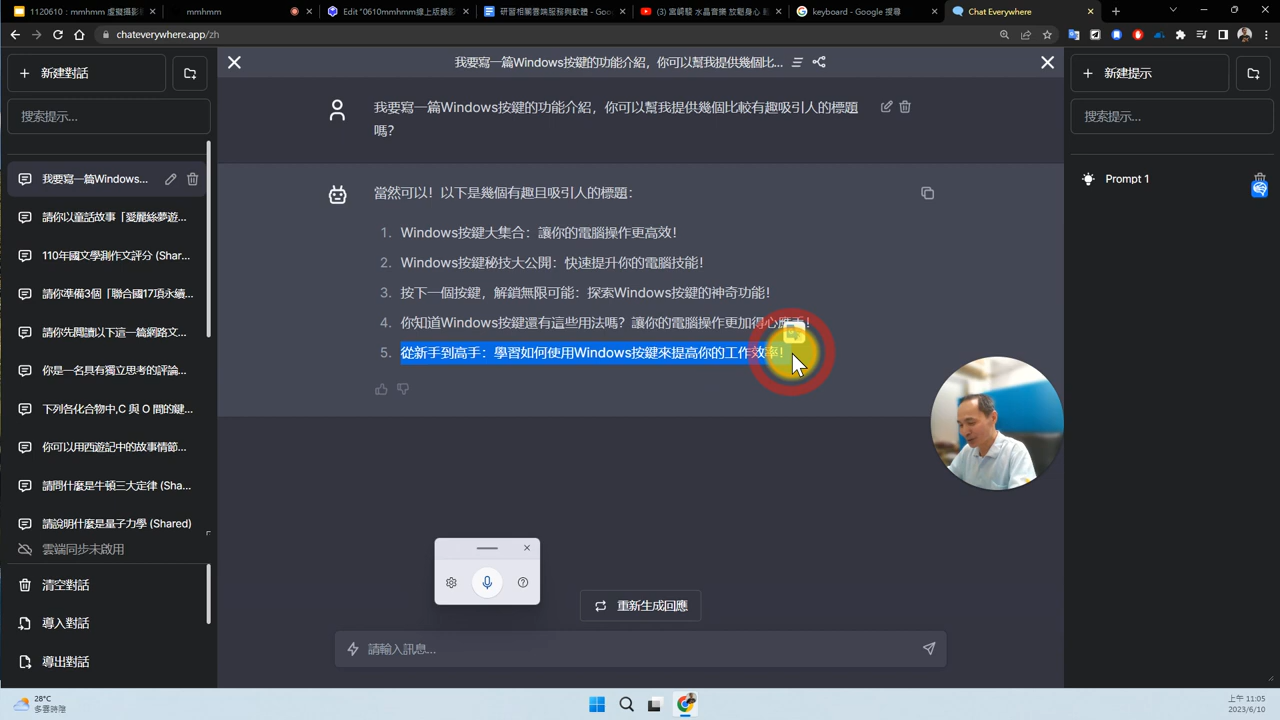 1120610 : mmhmm 虛擬攝影
mmhmm
Edit "0610mmhmm線上版錄影
研習相關雲端服務與軟體 - Goo
(3) 宮崎駿 水晶音樂 放鬆身心
keyboard - Google 搜尋
Chat Everywhere
chateverywhere.app/zh
新建對話
搜索提示...
我要寫一篇Windows...
請你以童話故事「愛麗絲夢遊...
110年國文學測作文評分 (Shar...
請你準備3個「聯合國17項永續...
請你先閱讀以下這一篇網路文...
你是一名具有獨立思考的評論...
下列各化合物中,C 與 O 間的鍵...
你可以用西遊記中的故事情節...
請問什麼是牛頓三大定律 (Sha...
請說明什麼是量子力學 (Shared)
雲端同步未啟用
清空對話
導入對話
導出對話
我要寫一篇Windows按鍵的功能介紹，你可以幫我提供幾個比...
我要寫一篇Windows按鍵的功能介紹，你可以幫我提供幾個比較有趣吸引人的標題
嗎？
當然可以！以下是幾個有趣且吸引人的標題：
1. Windows按鍵大集合：讓你的電腦操作更高效！
2. Windows按鍵秘技大公開：快速提升你的電腦技能！
3. 按下一個按鍵，解鎖無限可能：探索Windows按鍵的神奇功能！
4. 你知道Windows按鍵還有這些用法嗎？讓你的電腦操作更加得心應手！
5. 從新手到高手：學習如何使用Windows按鍵來提高你的工作效率！
重新生成回應
請輸入訊息...
新建提示
搜索提示...
Prompt 1
28°C
多雲時陰
上午 11:05
2023/6/10